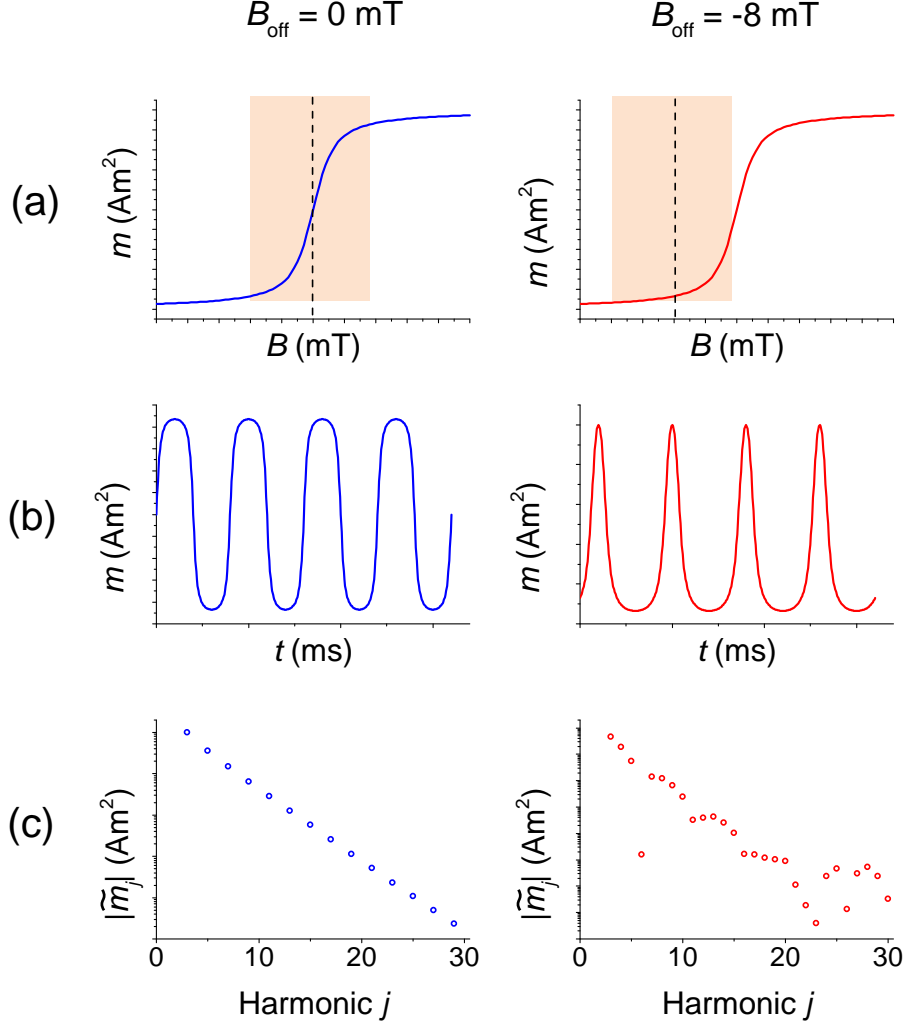 B_off = 0 mT
B_off = -8 mT
(a)
m (Am²)
B (mT)
m (Am²)
B (mT)
(b)
m (Am²)
t (ms)
m (Am²)
t (ms)
(c)
|m̃_j| (Am²)
0 10 20 30
Harmonic j
|m̃_j| (Am²)
0 10 20 30
Harmonic j